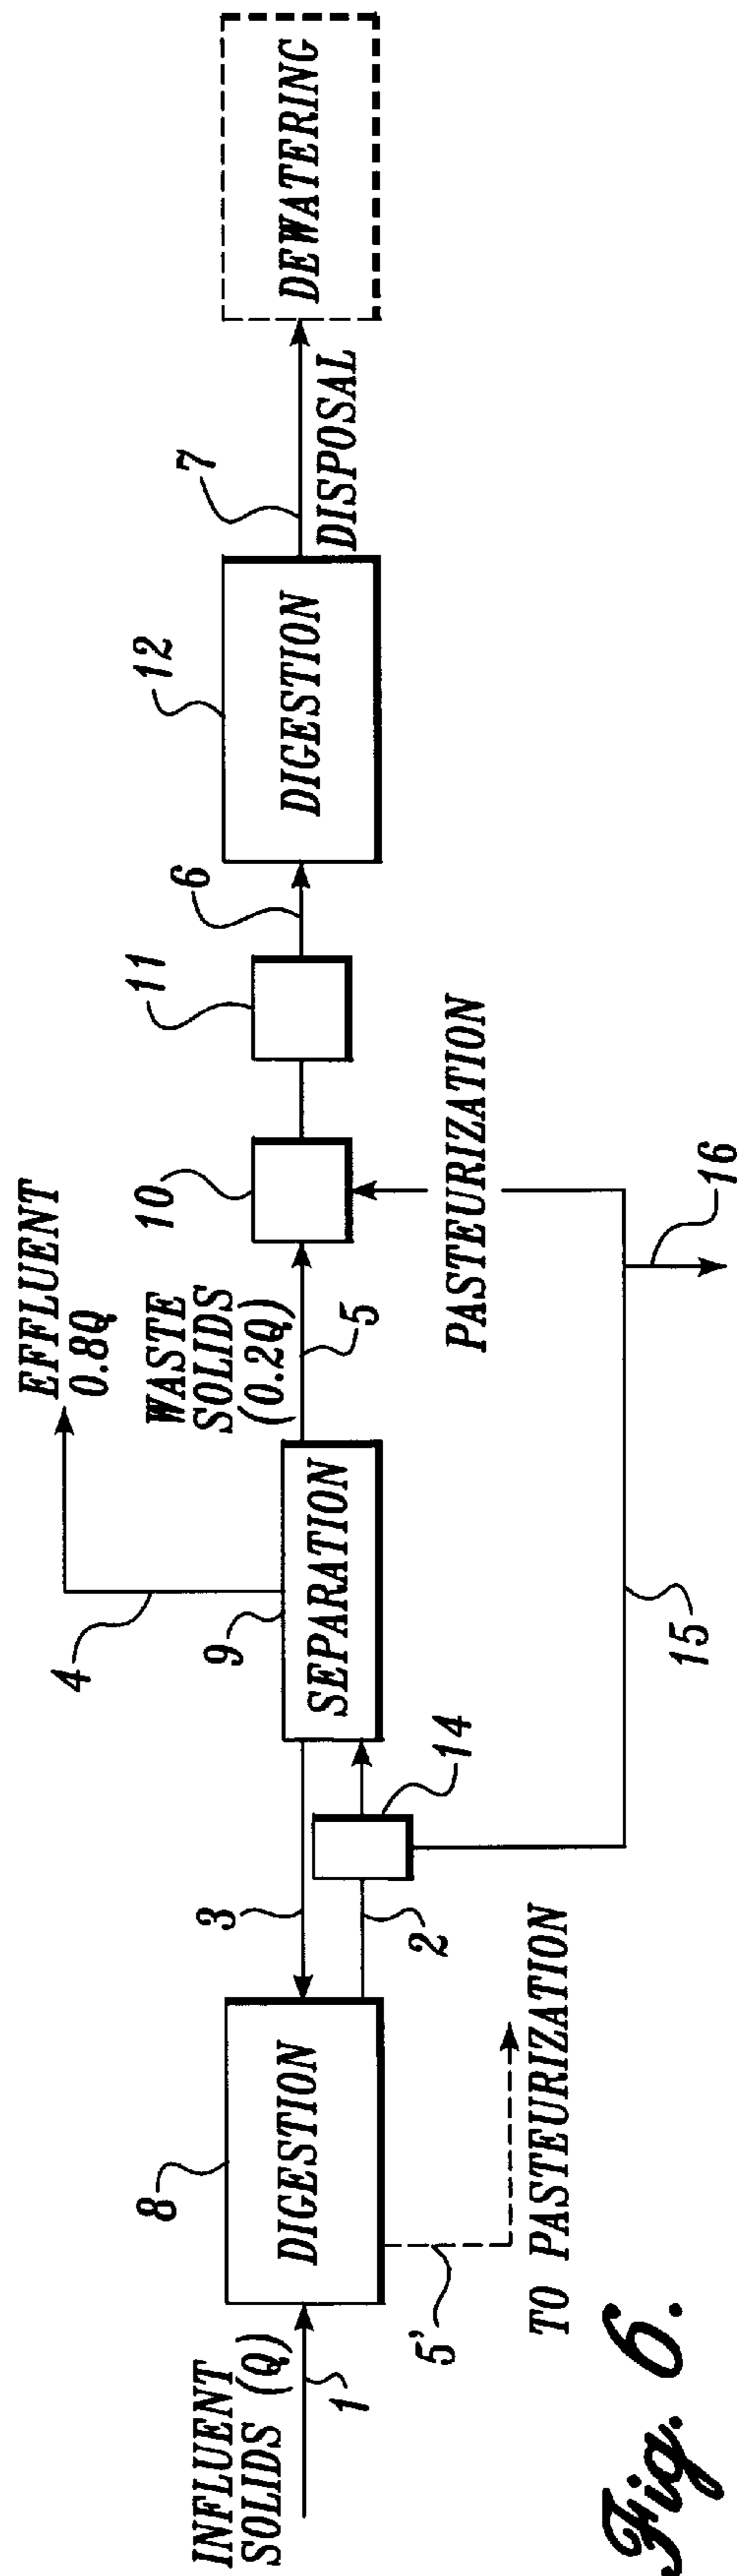 INFLUENT
SOLIDS (Q)
1
8
DIGESTION
5'
TO PASTEURIZATION
3
2
14
9
SEPARATION
4
EFFLUENT
0.8Q
WASTE
SOLIDS
(0.2Q)
5
10
11
PASTEURIZATION
15
16
6
12
DIGESTION
7
DISPOSAL
DEWATERING
Fig. 6.